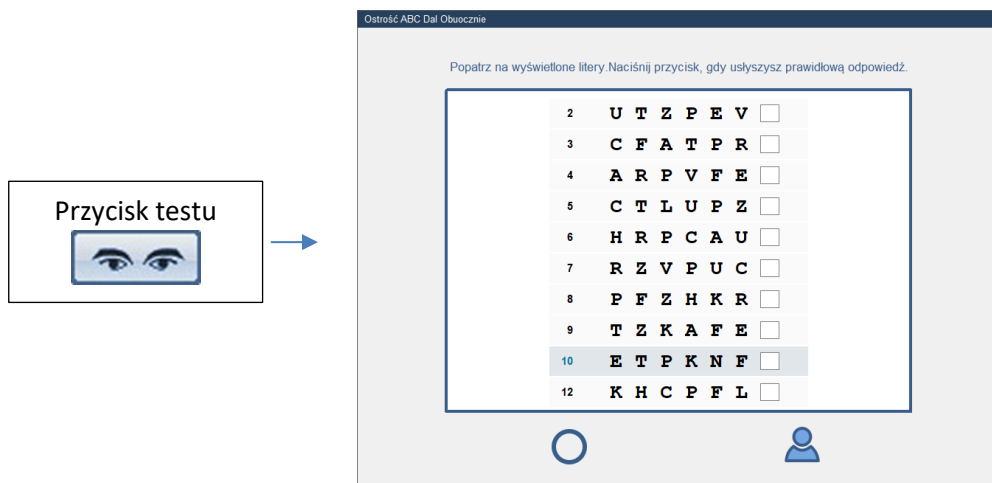 Przycisk testu
Ostrość ABC Dal Obuocznie
Popatrz na wyświetlone litery.Naciśnij przycisk, gdy usłyszysz prawidłową odpowiedź.
2 U T Z P E V
3 C F A T P R
4 A R P V F E
5 C T L U P Z
6 H R P C A U
7 R Z V P U C
8 P F Z H K R
9 T Z K A F E
10 E T P K N F
12 K H C P F L